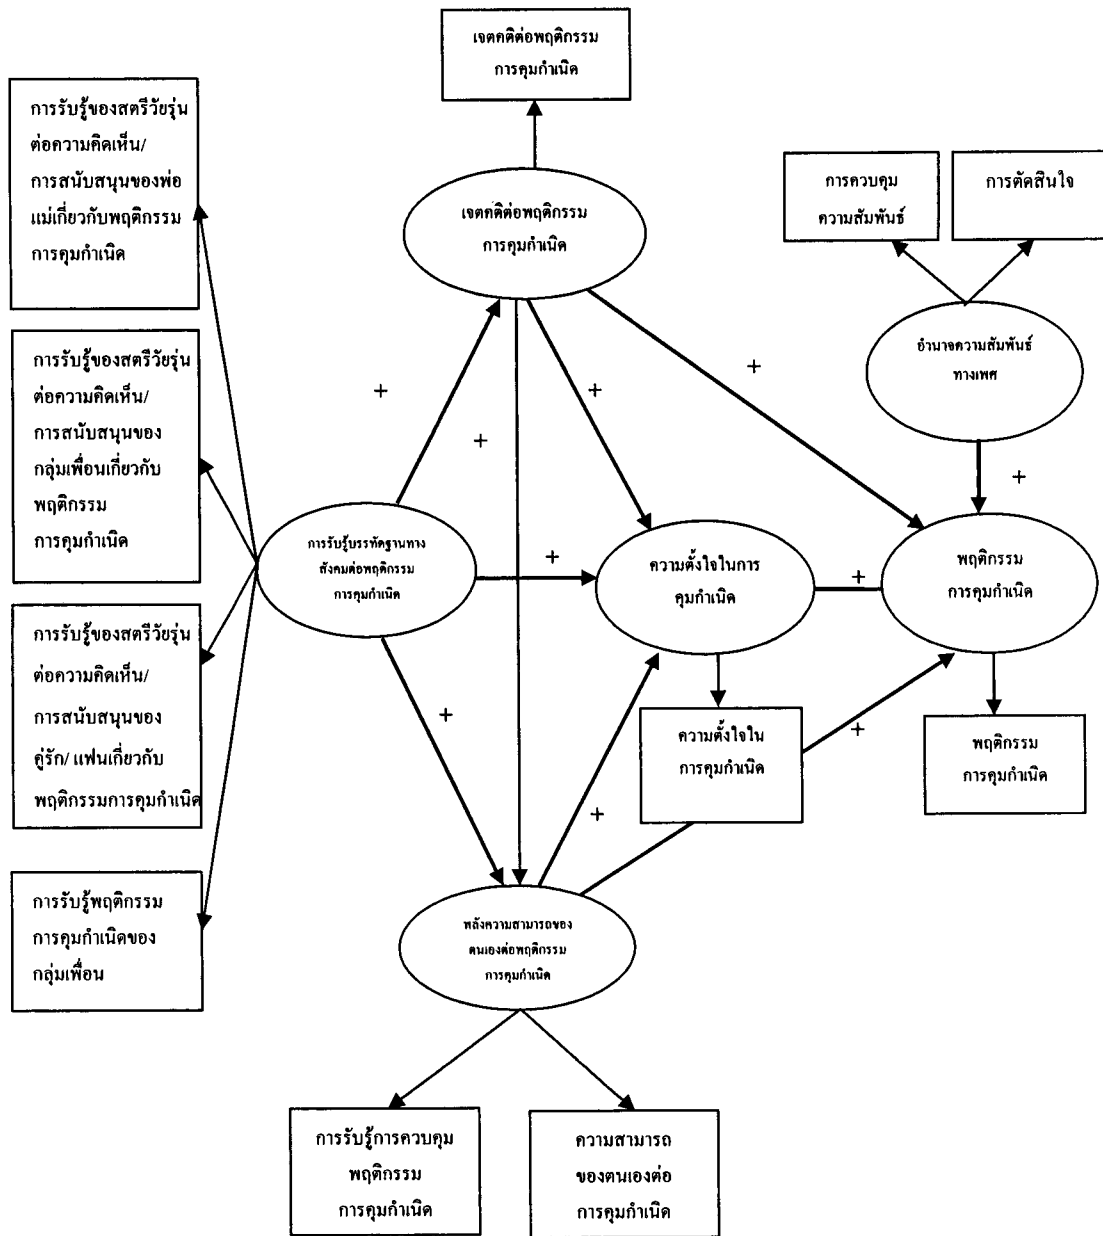 เจตคติต่อพฤติกรรม
การคุมกำเนิด
การรับรู้ของสตรีวัยรุ่น
ต่อความคิดเห็น/
การสนับสนุนของพ่อ
แม่เกี่ยวกับพฤติกรรม
การคุมกำเนิด
การควบคุม
ความสัมพันธ์
การตัดสินใจ
เจตคติต่อพฤติกรรม
การคุมกำเนิด
อำนาจความสัมพันธ์
ทางเพศ
การรับรู้ของสตรีวัยรุ่น
ต่อความคิดเห็น/
การสนับสนุนของ
กลุ่มเพื่อนเกี่ยวกับ
พฤติกรรม
การคุมกำเนิด
+
+
+
+
+
การรับรู้บรรทัดฐานทาง
สังคมต่อพฤติกรรม
การคุมกำเนิด
+
ความตั้งใจในการ
คุมกำเนิด
+
พฤติกรรม
การคุมกำเนิด
การรับรู้ของสตรีวัยรุ่น
ต่อความคิดเห็น/
การสนับสนุนของ
คู่รัก/ แฟนเกี่ยวกับ
พฤติกรรมการคุมกำเนิด
+
ความตั้งใจใน
การคุมกำเนิด
+
+
พฤติกรรม
การคุมกำเนิด
การรับรู้พฤติกรรม
การคุมกำเนิดของ
กลุ่มเพื่อน
พลังความสามารถของ
ตนเองต่อพฤติกรรม
การคุมกำเนิด
การรับรู้การควบคุม
พฤติกรรม
การคุมกำเนิด
ความสามารถ
ของตนเองต่อ
การคุมกำเนิด